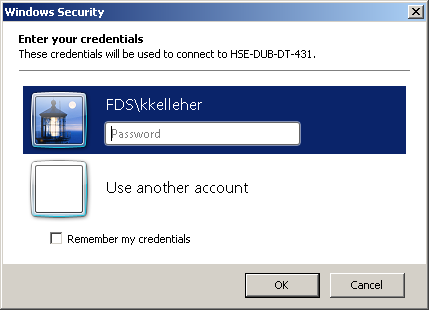 Windows Security
Enter your credentials
These credentials will be used to connect to HSE-DUB-DT-431.
FDS\kkelleher
Password
Use another account
Remember my credentials
OK
Cancel